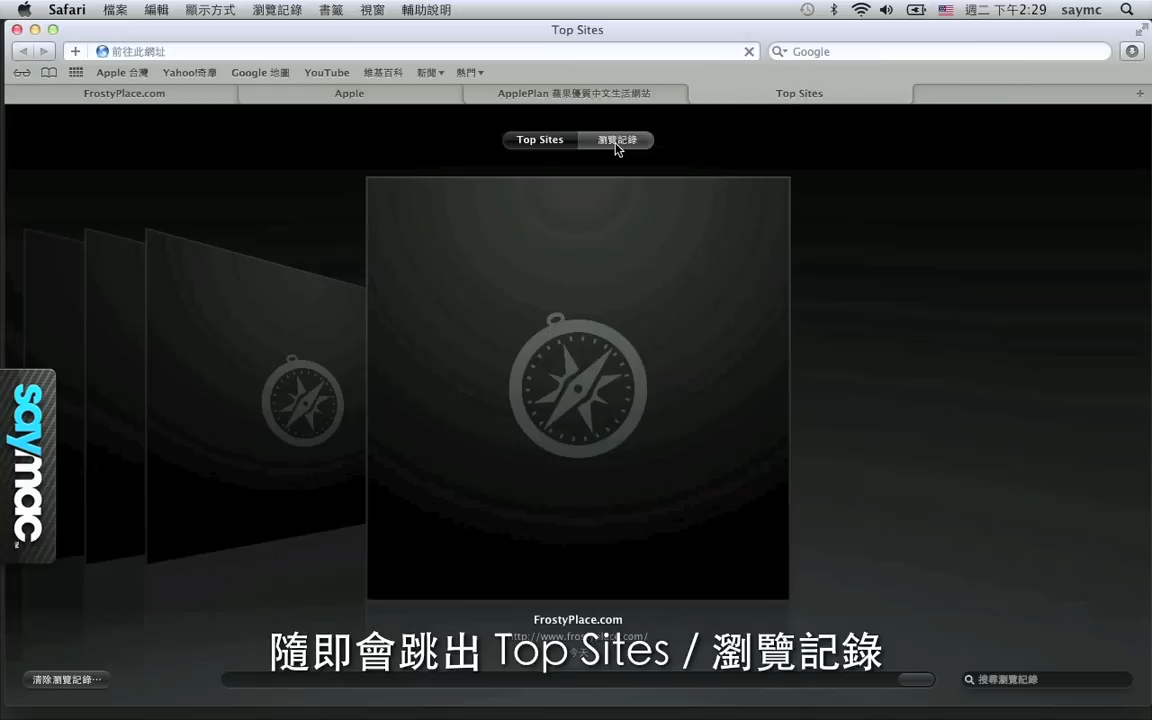 Safari 檔案 編輯 顯示方式 瀏覽記錄 書籤 視窗 輔助說明 週二 下午2:29 saymc
Top Sites
前往此網址 Google
Apple 台灣 Yahoo!奇摩 Google 地圖 YouTube 維基百科 新聞 熱門
FrostyPlace.com Apple ApplePlan 蘋果優質中文生活網站 Top Sites
Top Sites 瀏覽記錄
saymac
FrostyPlace.com
http://www.frostyplace.com/
今天
隨即會跳出 Top Sites / 瀏覽記錄
清除瀏覽記錄… 搜尋瀏覽記錄